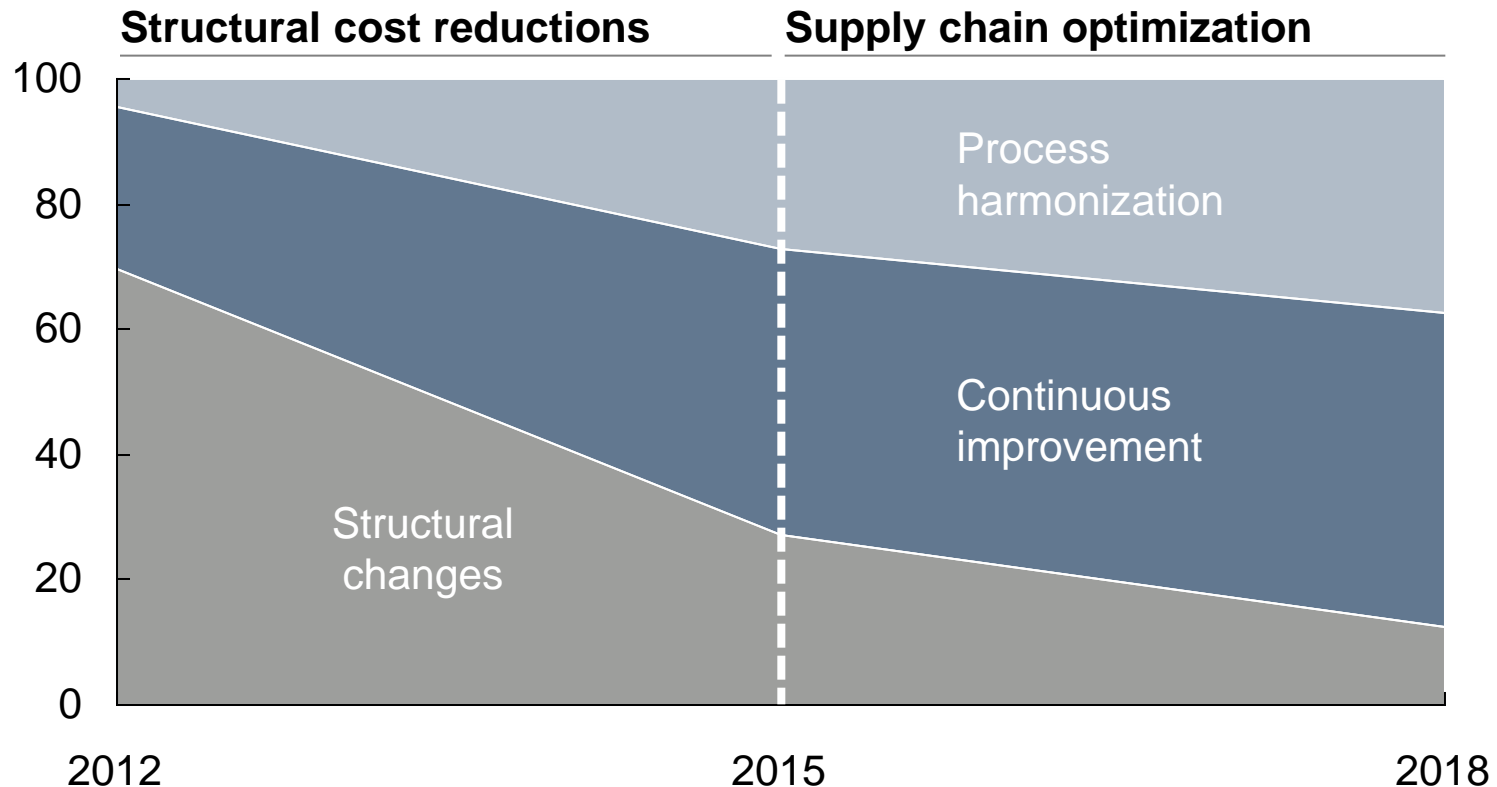 Structural cost reductions
Supply chain optimization
100
80
60
40
20
0
Process
harmonization
Continuous
improvement
Structural
changes
2012
2015
2018